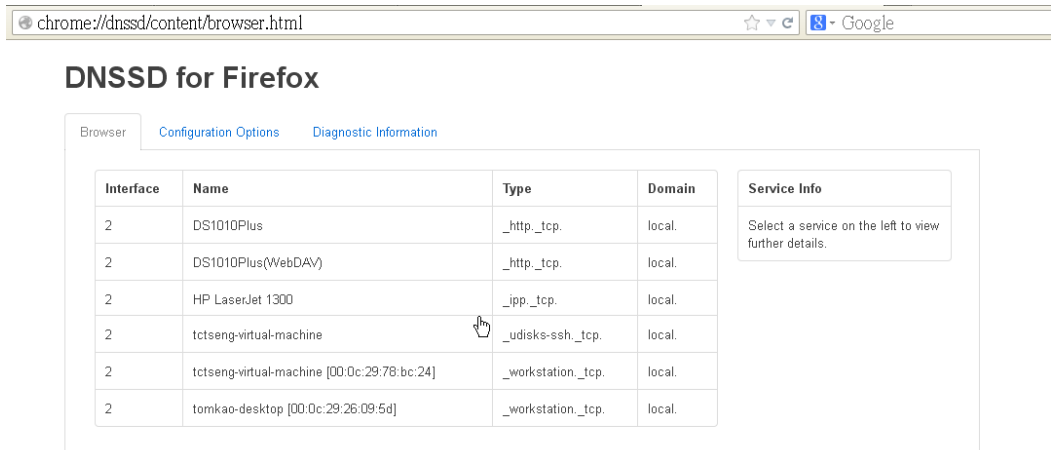 chrome://dnssd/content/browser.html
Google
DNSSD for Firefox
Browser Configuration Options Diagnostic Information
Interface Name Type Domain
2 DS1010Plus _http._tcp. local.
2 DS1010Plus(WebDAV) _http._tcp. local.
2 HP LaserJet 1300 _ipp._tcp. local.
2 tctseng-virtual-machine _udisks-ssh._tcp. local.
2 tctseng-virtual-machine [00:0c:29:78:bc:24] _workstation._tcp. local.
2 tomkao-desktop [00:0c:29:26:09:5d] _workstation._tcp. local.
Service Info
Select a service on the left to view
further details.